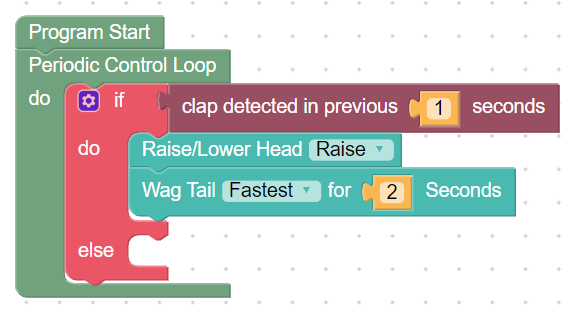 Program Start
Periodic Control Loop
do if clap detected in previous 1 seconds
do Raise/Lower Head Raise
Wag Tail Fastest for 2 Seconds
else